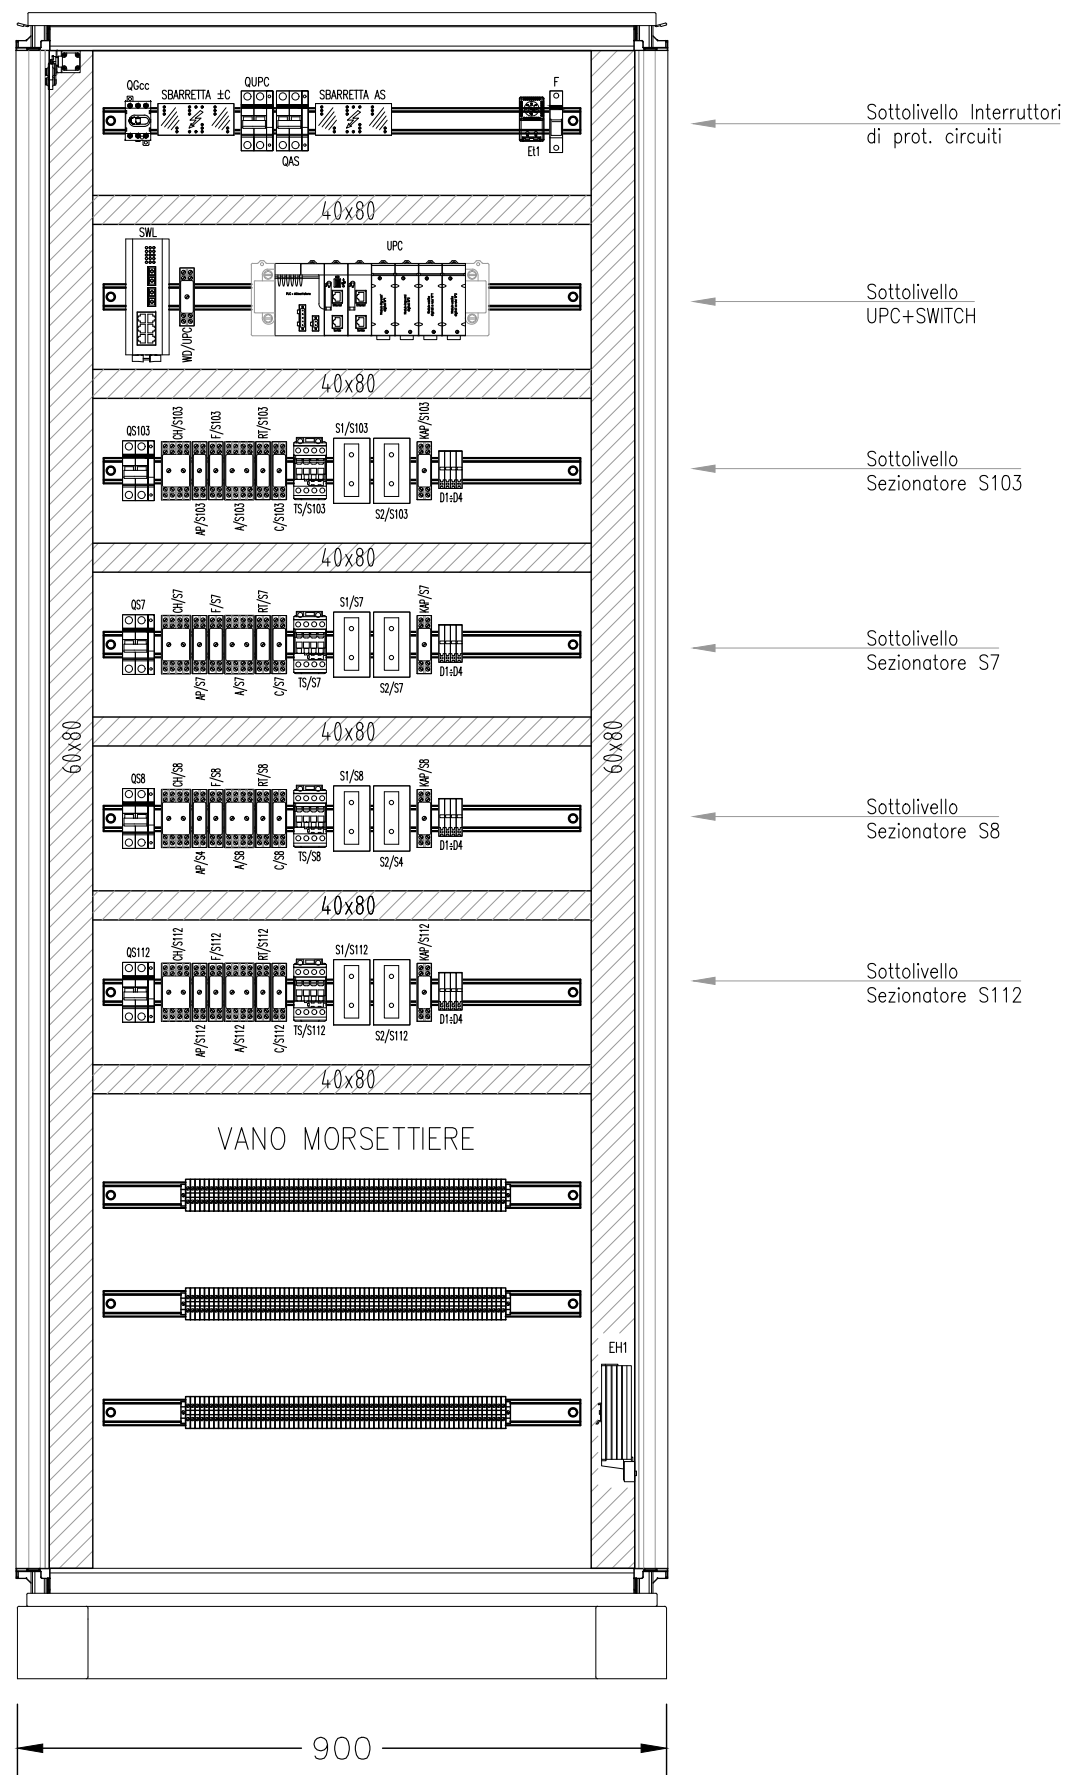 QGcc
SBARRETTA ±C
QUPC
SBARRETTA AS
F
QAS
Et1
Sottolivello Interruttori
di prot. circuiti
40x80
SWL
WD/UPC
UPC
Sottolivello
UPC+SWITCH
40x80
QS103
CH/S103
F/S103
RT/S103
S1/S103
KAP/S103
AP/S103
A/S103
C/S103
TS/S103
S2/S103
D1÷D4
Sottolivello
Sezionatore S103
40x80
QS7
CH/S7
F/S7
RT/S7
S1/S7
KAP/S7
AP/S7
A/S7
C/S7
TS/S7
S2/S7
D1÷D4
Sottolivello
Sezionatore S7
60x80
40x80
60x80
QS8
CH/S8
F/S8
RT/S8
S1/S8
KAP/S8
AP/S4
A/S8
C/S8
TS/S8
S2/S4
D1÷D4
Sottolivello
Sezionatore S8
40x80
QS112
CH/S112
F/S112
RT/S112
S1/S112
KAP/S112
AP/S112
A/S112
C/S112
TS/S112
S2/S112
D1÷D4
Sottolivello
Sezionatore S112
40x80
VANO MORSETTIERE
EH1
900